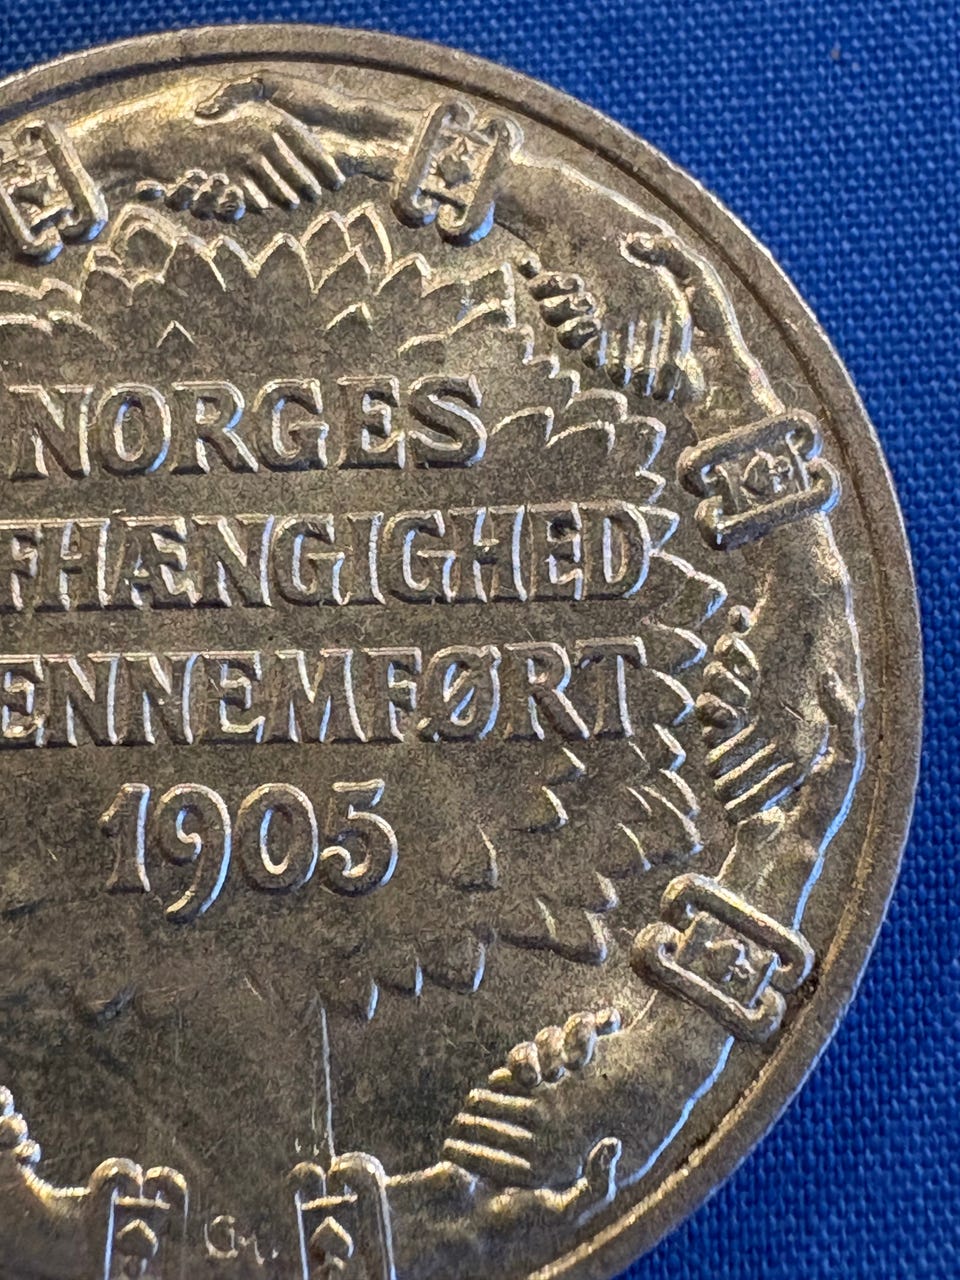 NORGES
FHÆNGIGHED
ENNEMFØRT
1905